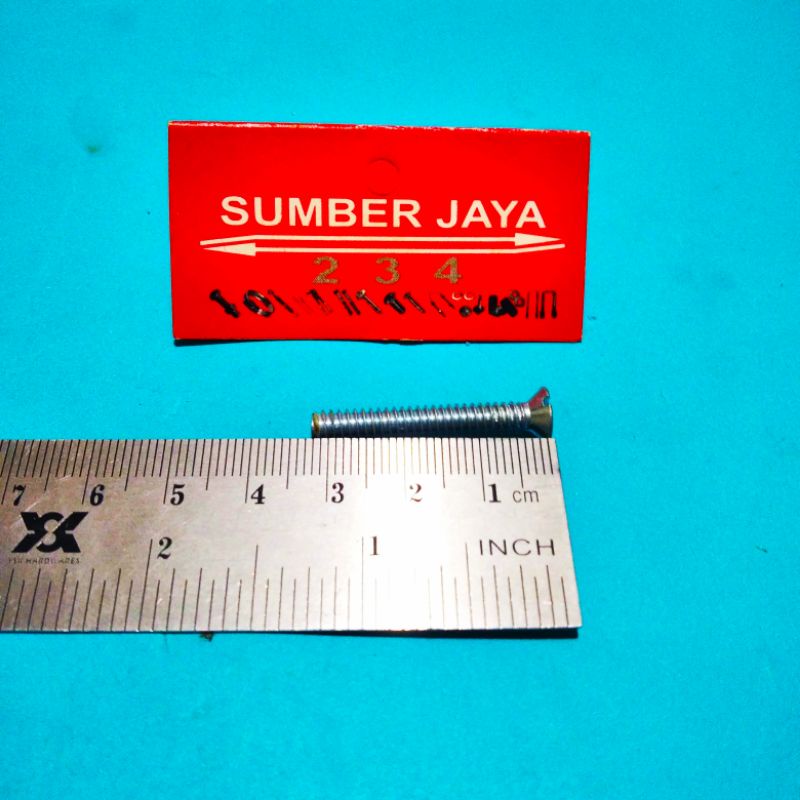 SUMBER JAYA
2 3 4
7 6 5 4 3 2 1 cm
2 1 INCH